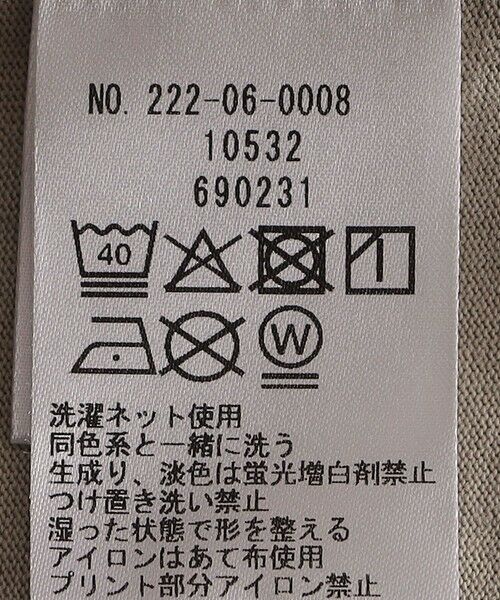 NO. 222-06-0008
10532
690231
40
W
洗濯ネット使用
同色系と一緒に洗う
生成り、淡色は蛍光増白剤禁止
つけ置き洗い禁止
湿った状態で形を整える
アイロンはあて布使用
プリント部分アイロン禁止